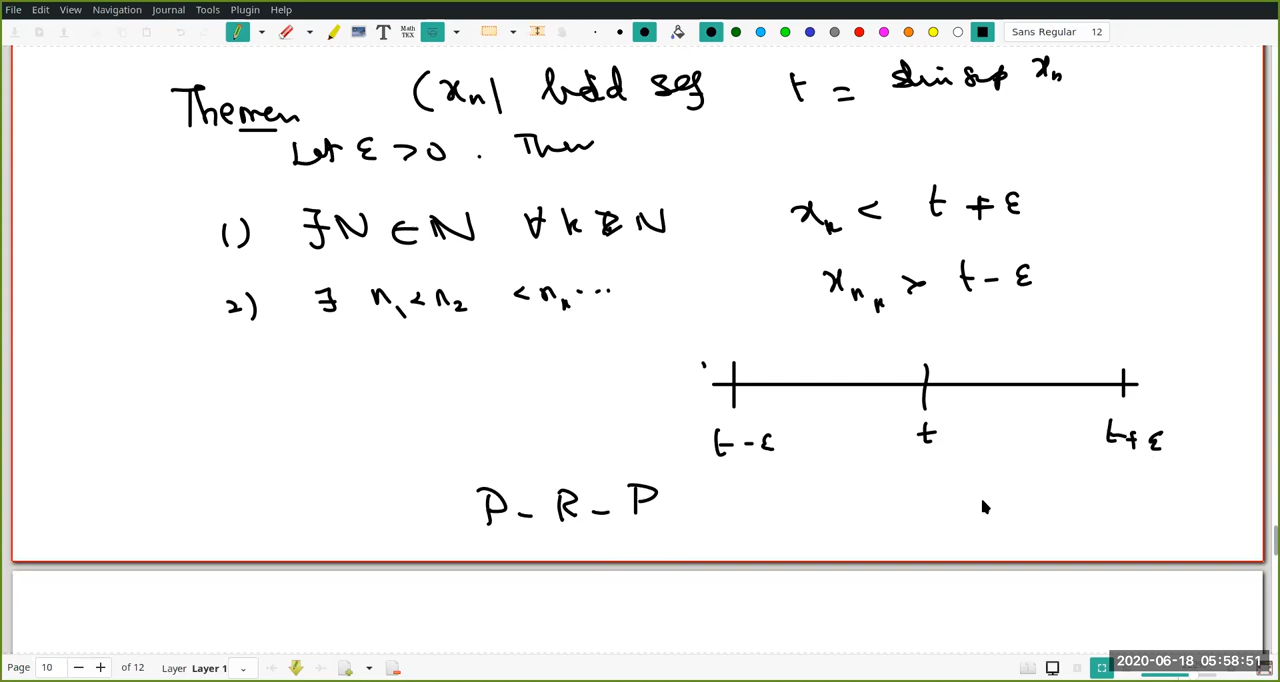 File Edit View Navigation Journal Tools Plugin Help
Sans Regular 12
Theorem (xₙ) bdd seq t = lim sup xₙ
Let ε > 0 . Then
1) ∃ N ∈ ℕ ∀ k ≥ N xₖ < t + ε
2) ∃ n₁ < n₂ < nₖ ... xₙₖ > t - ε
t - ε t t + ε
P - R - P
Page 10 of 12 Layer Layer 1
2020-06-18 05:58:51